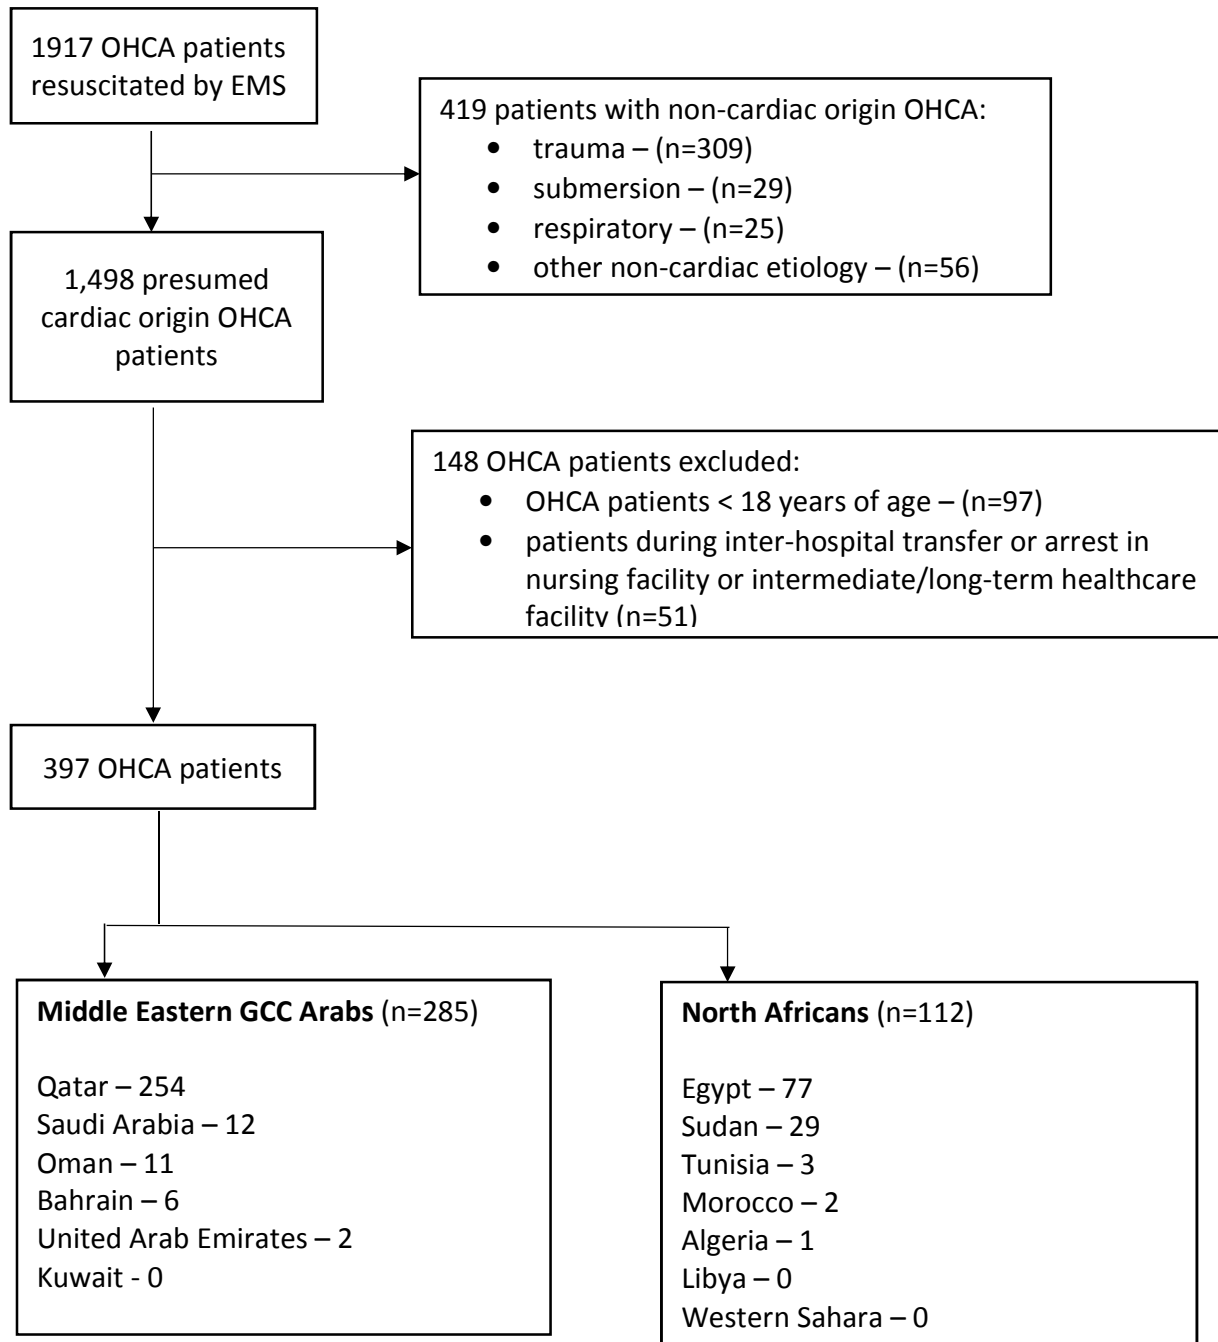 1917 OHCA patients
resuscitated by EMS
419 patients with non-cardiac origin OHCA:
• trauma – (n=309)
• submersion – (n=29)
• respiratory – (n=25)
• other non-cardiac etiology – (n=56)
1,498 presumed
cardiac origin OHCA
patients
148 OHCA patients excluded:
• OHCA patients < 18 years of age – (n=97)
• patients during inter-hospital transfer or arrest in
nursing facility or intermediate/long-term healthcare
facility (n=51)
397 OHCA patients
Middle Eastern GCC Arabs (n=285)
Qatar – 254
Saudi Arabia – 12
Oman – 11
Bahrain – 6
United Arab Emirates – 2
Kuwait - 0
North Africans (n=112)
Egypt – 77
Sudan – 29
Tunisia – 3
Morocco – 2
Algeria – 1
Libya – 0
Western Sahara – 0